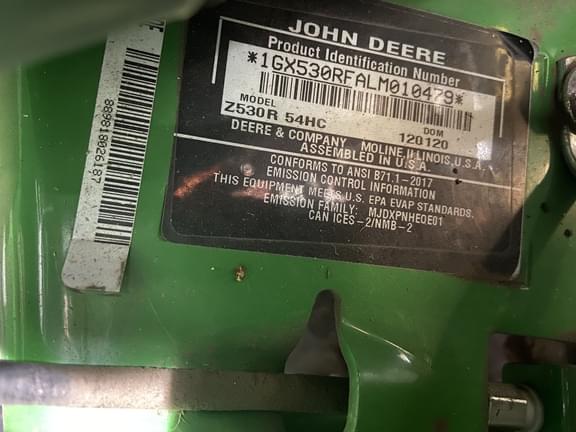 JOHN DEERE
Product Identification Number
*1GX530RFALM010479*
MODEL DOM
Z530R 54HC 120120
DEERE & COMPANY MOLINE ILLINOIS, U.S.A.
ASSEMBLED IN U.S.A.
CONFORMS TO ANSI B71.1-2017
EMISSION CONTROL INFORMATION
THIS EQUIPMENT MEETS U.S. EPA EVAP STANDARDS.
EMISSION FAMILY: MJDXPNHEQE01
CAN ICES-2/NMB-2